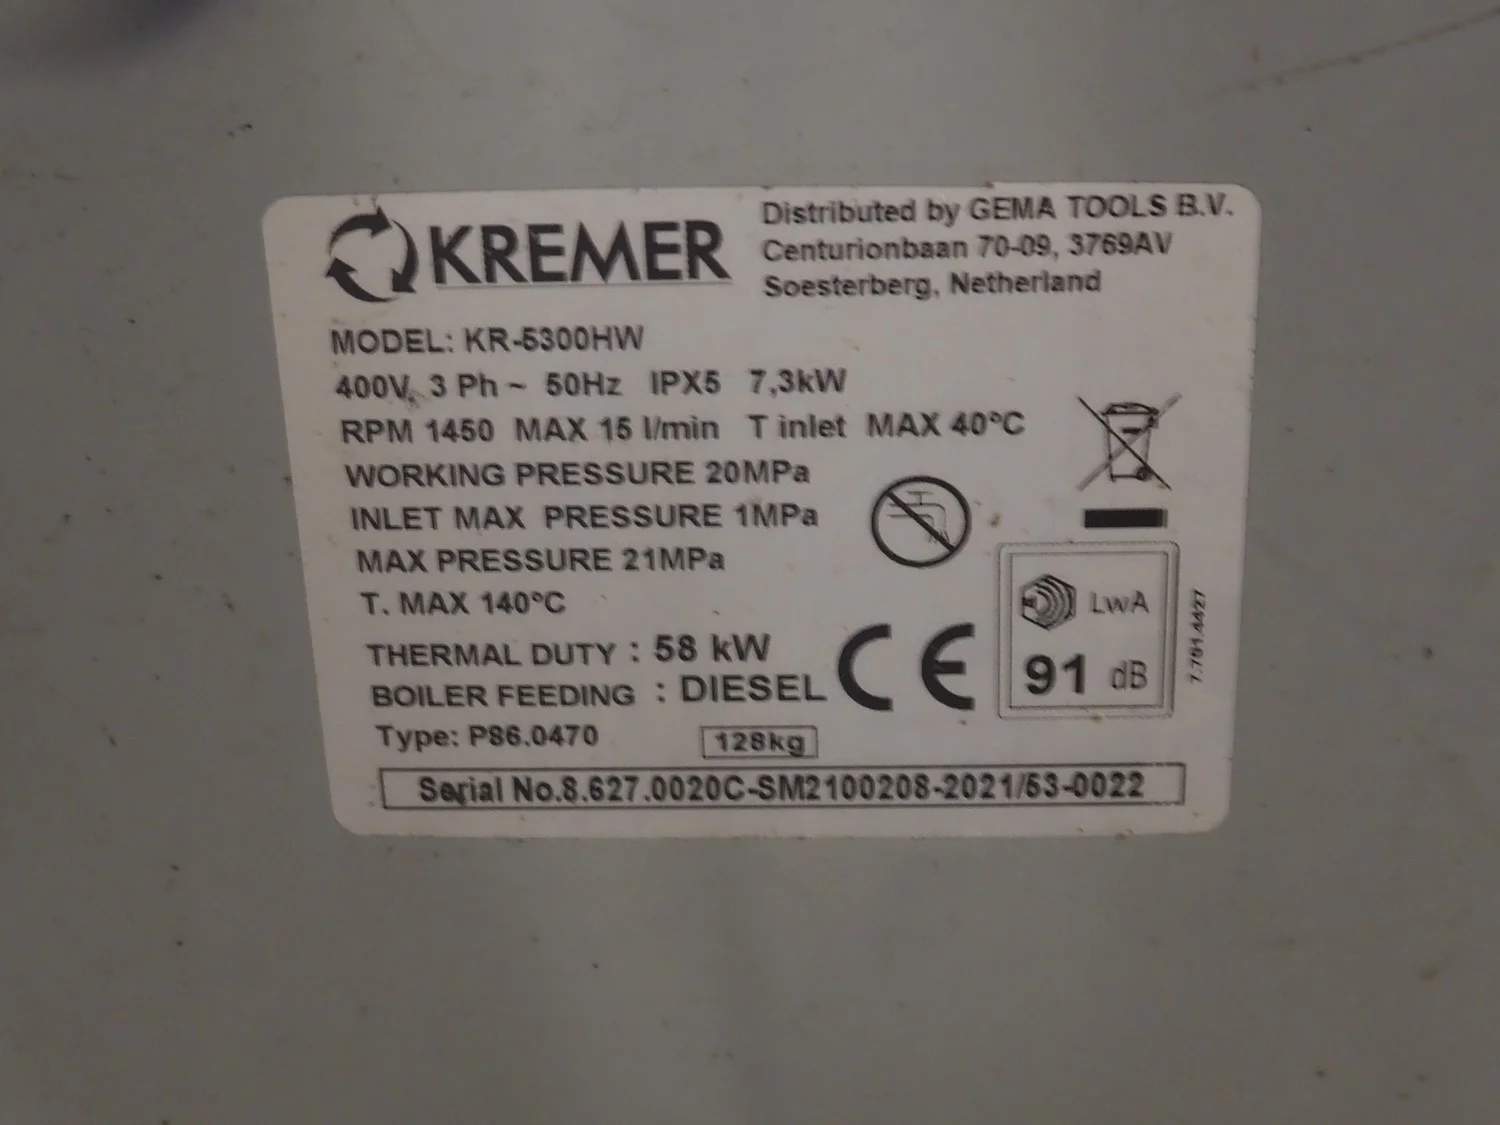 KREMER
Distributed by GEMA TOOLS B.V.
Centurionbaan 70-09, 3769AV
Soesterberg, Netherland
MODEL: KR-5300HW
400V, 3 Ph ~ 50Hz IPX5 7,3kW
RPM 1450 MAX 15 l/min T inlet MAX 40°C
WORKING PRESSURE 20MPa
INLET MAX PRESSURE 1MPa
MAX PRESSURE 21MPa
T. MAX 140°C
THERMAL DUTY : 58 kW
BOILER FEEDING : DIESEL
Type: P86.0470
128kg
CE
LwA
91 dB
7.751.4427
Serial No.8.627.0020C-SM2100208-2021/53-0022